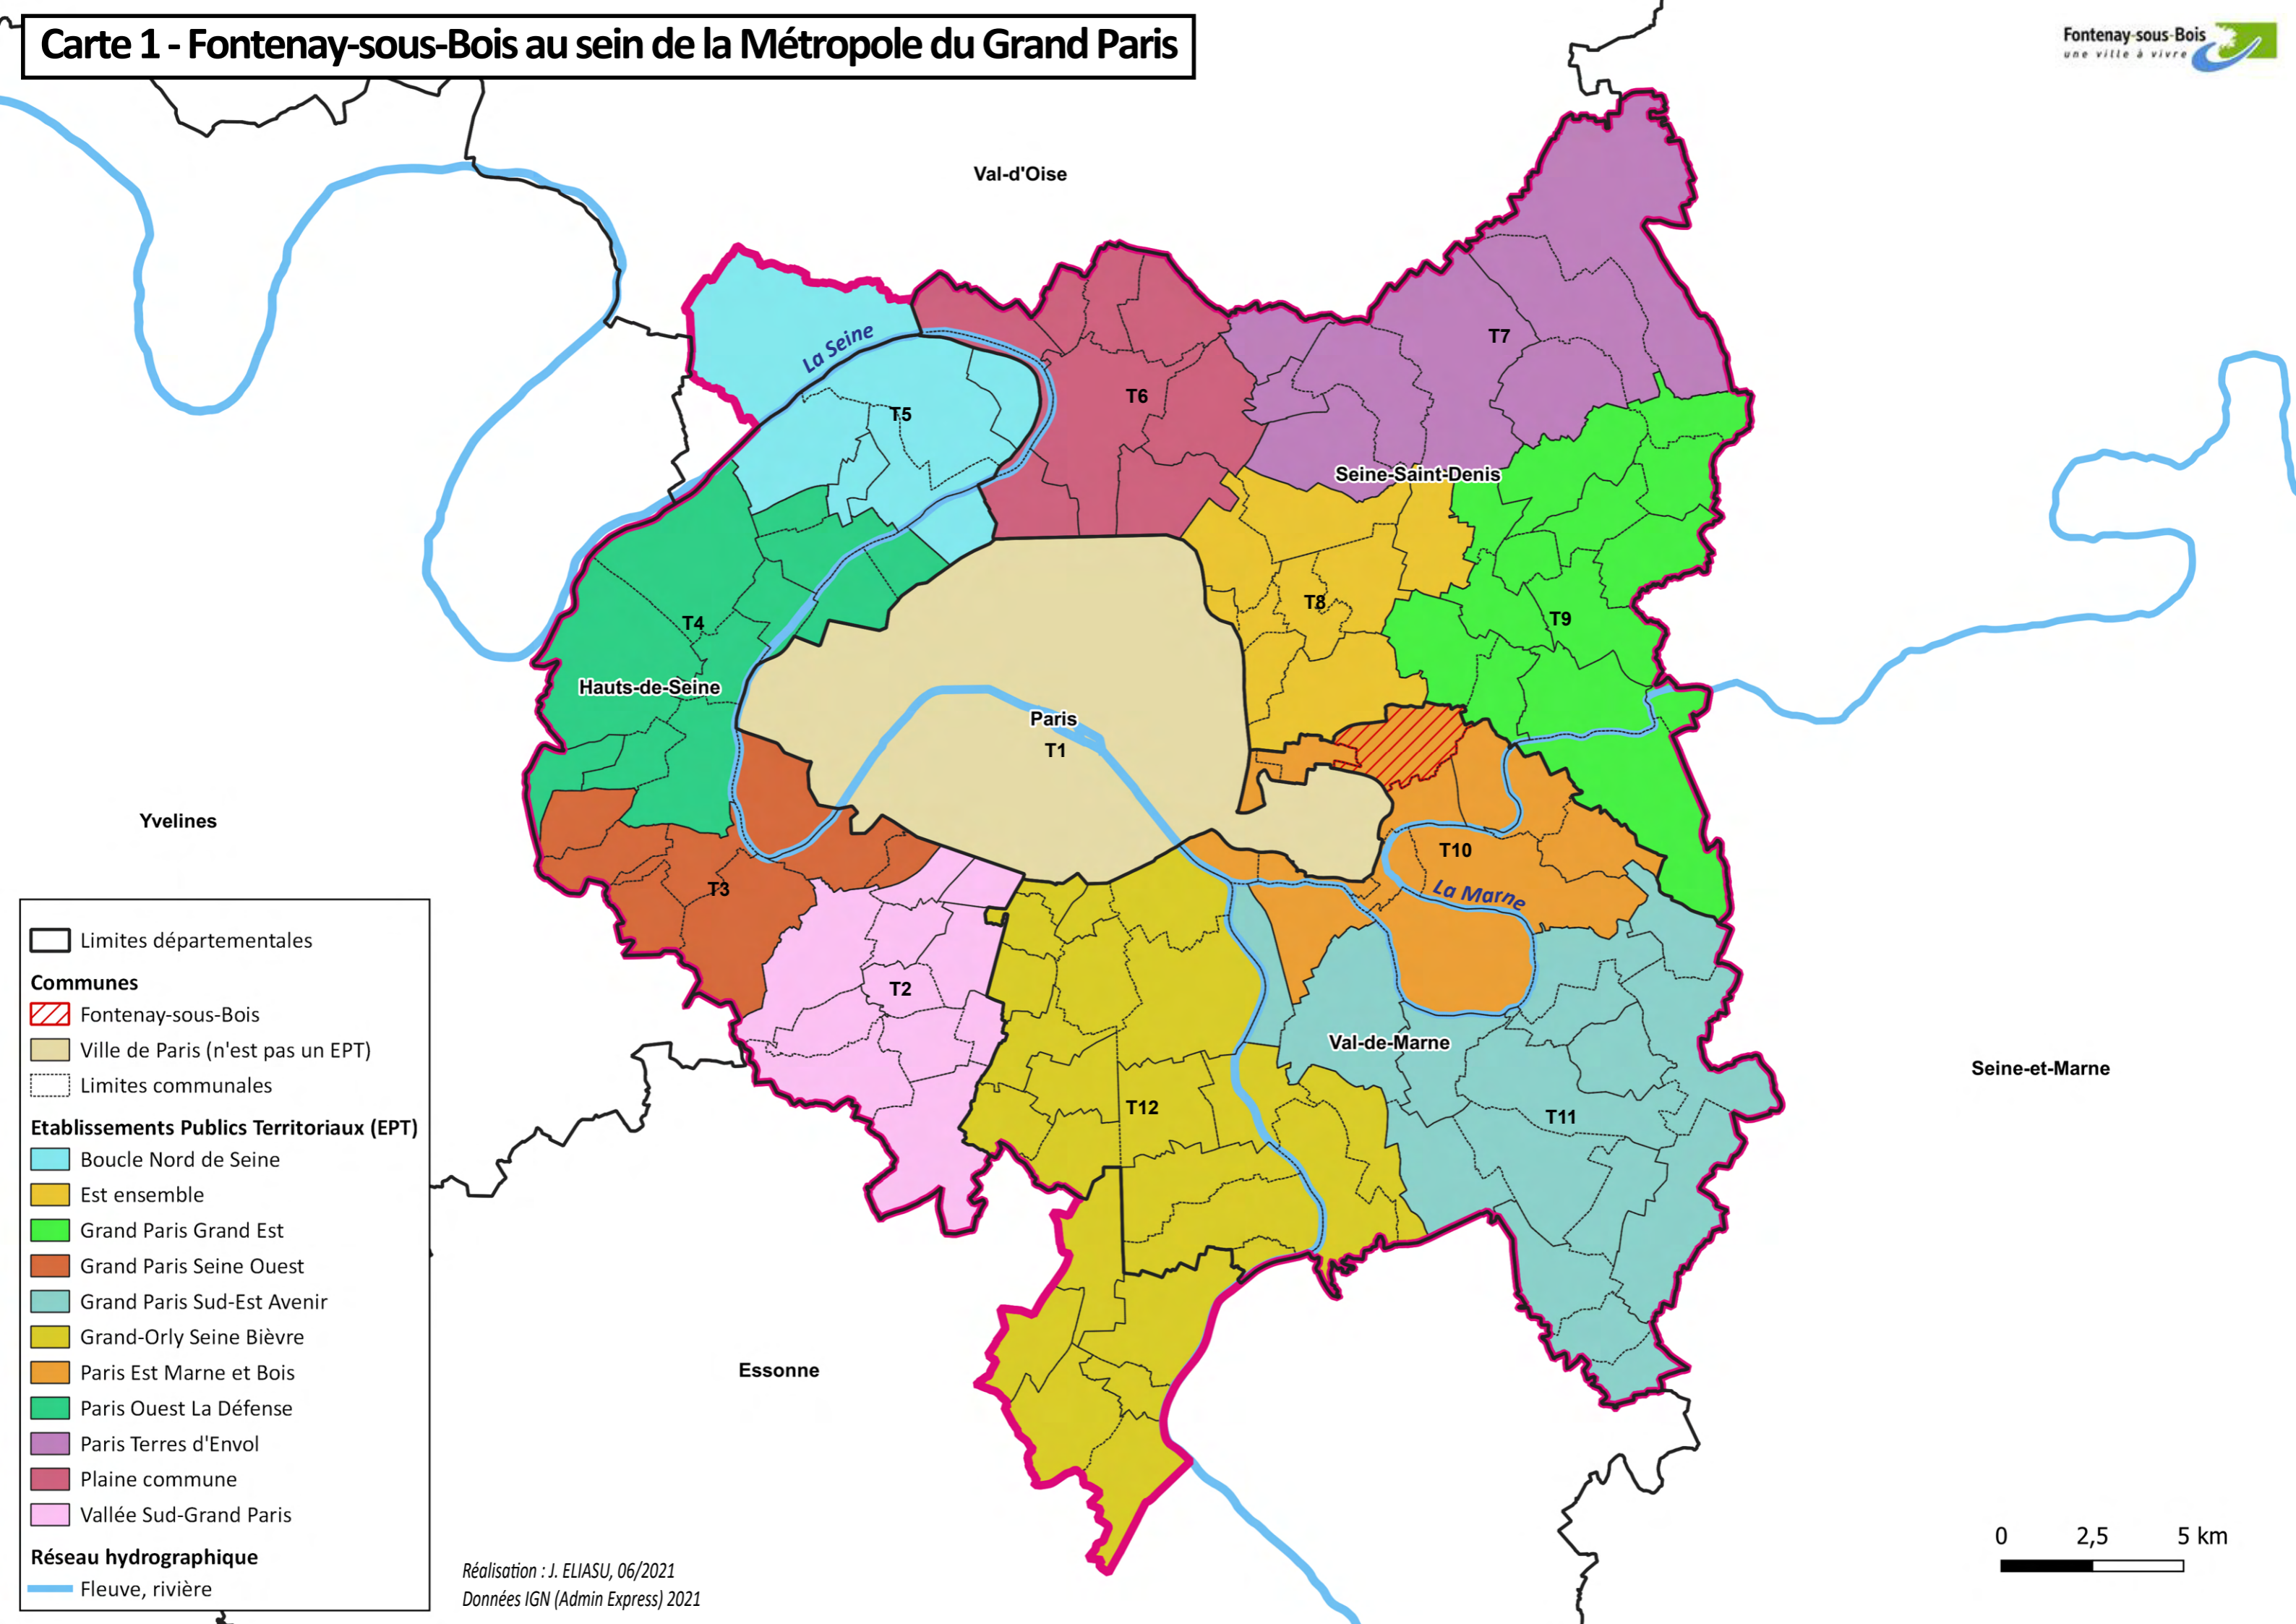 Carte 1 - Fontenay-sous-Bois au sein de la Métropole du Grand Paris
Fontenay-sous-Bois
une ville à vivre
Val-d'Oise
La Seine
T7
T6
T5
Seine-Saint-Denis
T8
T9
T4
Hauts-de-Seine
Paris
T1
Yvelines
T10
T3
La Marne
T2
Val-de-Marne
Seine-et-Marne
T12
T11
Essonne
Limites départementales
Communes
Fontenay-sous-Bois
Ville de Paris (n'est pas un EPT)
Limites communales
Etablissements Publics Territoriaux (EPT)
Boucle Nord de Seine
Est ensemble
Grand Paris Grand Est
Grand Paris Seine Ouest
Grand Paris Sud-Est Avenir
Grand-Orly Seine Bièvre
Paris Est Marne et Bois
Paris Ouest La Défense
Paris Terres d'Envol
Plaine commune
Vallée Sud-Grand Paris
Réseau hydrographique
Fleuve, rivière
Réalisation : J. ELIASU, 06/2021
Données IGN (Admin Express) 2021
0 2,5 5 km